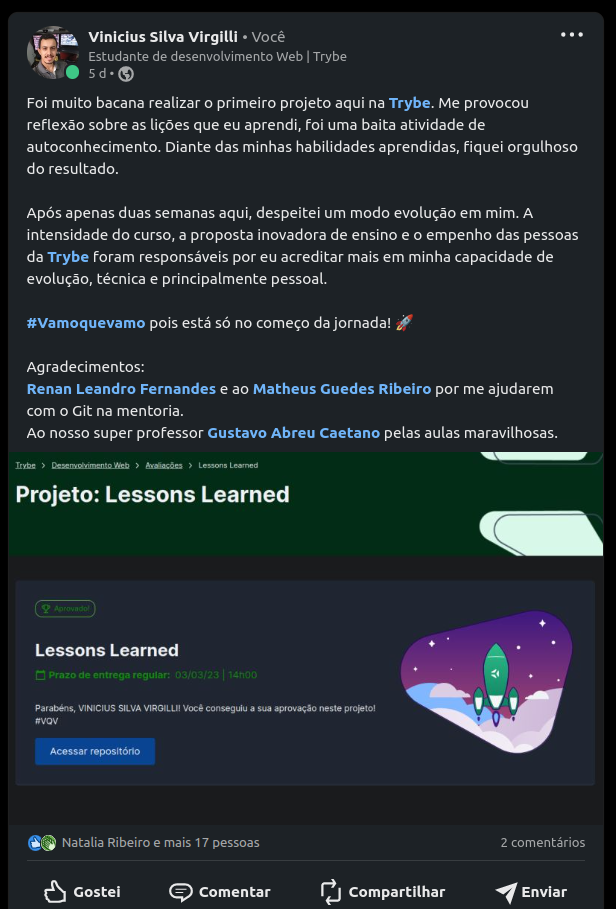 Vinicius Silva Virgilli • Você
Estudante de desenvolvimento Web | Trybe
5 d •
Foi muito bacana realizar o primeiro projeto aqui na Trybe. Me provocou
reflexão sobre as lições que eu aprendi, foi uma baita atividade de
autoconhecimento. Diante das minhas habilidades aprendidas, fiquei orgulhoso
do resultado.
Após apenas duas semanas aqui, despeitei um modo evolução em mim. A
intensidade do curso, a proposta inovadora de ensino e o empenho das pessoas
da Trybe foram responsáveis por eu acreditar mais em minha capacidade de
evolução, técnica e principalmente pessoal.
#Vamoquevamo pois está só no começo da jornada! 🚀
Agradecimentos:
Renan Leandro Fernandes e ao Matheus Guedes Ribeiro por me ajudarem
com o Git na mentoria.
Ao nosso super professor Gustavo Abreu Caetano pelas aulas maravilhosas.
Trybe > Desenvolvimento Web > Avaliações > Lessons Learned
Projeto: Lessons Learned
Aprovado!
Lessons Learned
Prazo de entrega regular: 03/03/23 | 14h00
Parabéns, VINICIUS SILVA VIRGILLI! Você conseguiu a sua aprovação neste projeto!
#VQV
Acessar repositório
Natalia Ribeiro e mais 17 pessoas
2 comentários
Gostei
Comentar
Compartilhar
Enviar